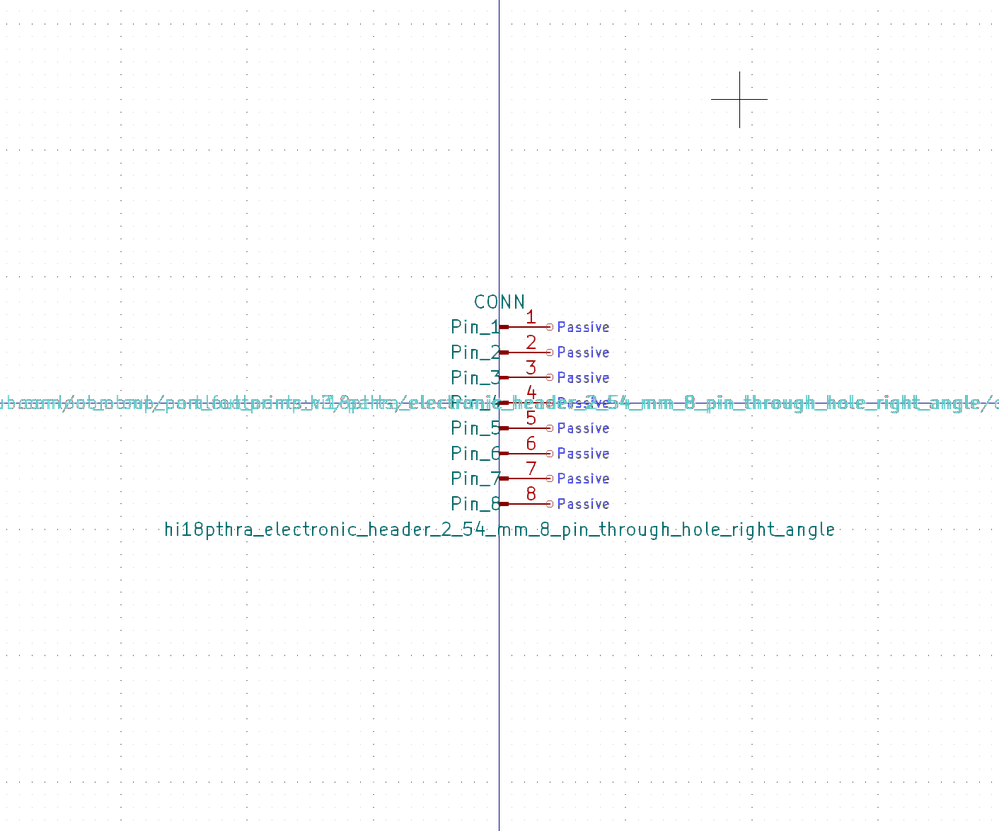 CONN
Pin_1 1 Passive
Pin_2 2 Passive
Pin_3 3 Passive
4 Passive
Pin_5 5 Passive
Pin_6 6 Passive
Pin_7 7 Passive
Pin_8 8 Passive
hi18pthra_electronic_header_2_54_mm_8_pin_through_hole_right_angle